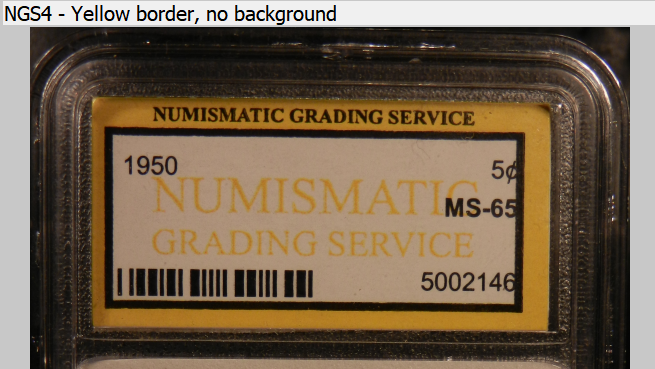 NGS4 - Yellow border, no background
NUMISMATIC GRADING SERVICE
1950 5¢
NUMISMATIC
MS-65
GRADING SERVICE
5002146